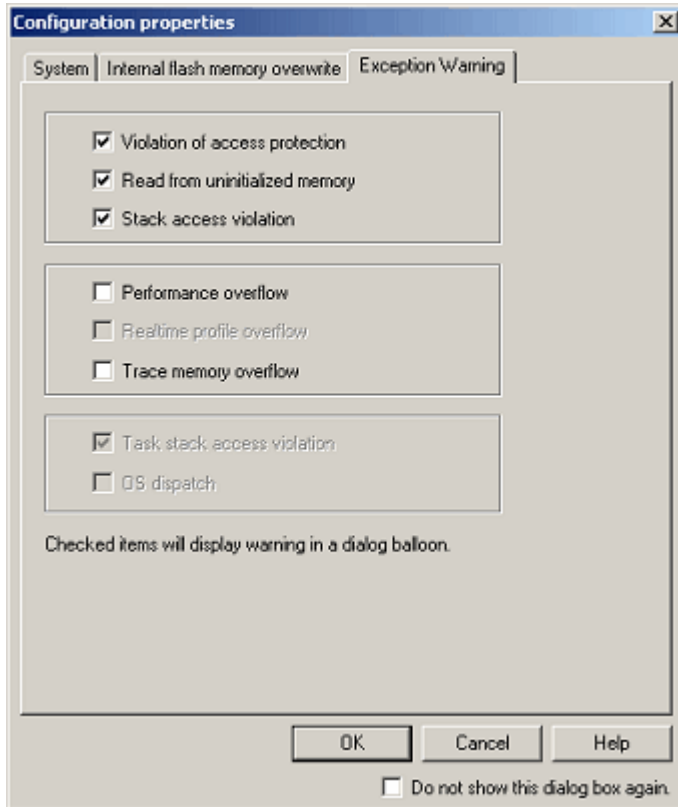 Configuration properties
System
Internal flash memory overwrite
Exception Warning
Violation of access protection
Read from uninitialized memory
Stack access violation
Performance overflow
Realtime profile overflow
Trace memory overflow
Task stack access violation
OS dispatch
Checked items will display warning in a dialog balloon.
OK
Cancel
Help
Do not show this dialog box again.